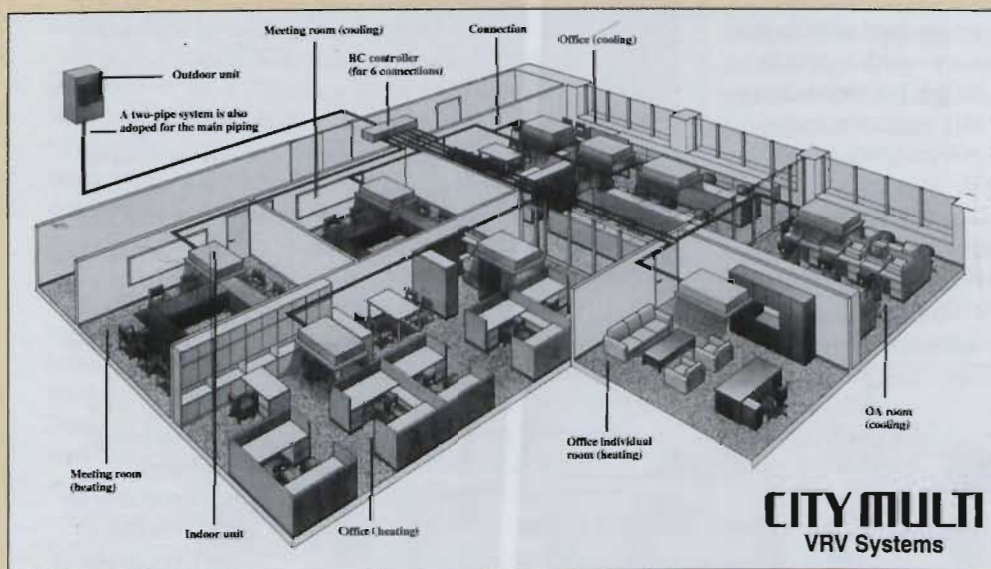 Meeting room (cooling)
Connection
Office (cooling)
BC controller
(for 6 connections)
Outdoor unit
A two-pipe system is also
adoped for the main piping
Meeting room
(heating)
Indoor unit
Office (heating)
Office individual
room (heating)
OA room
(cooling)
CITY MULTI
VRV Systems